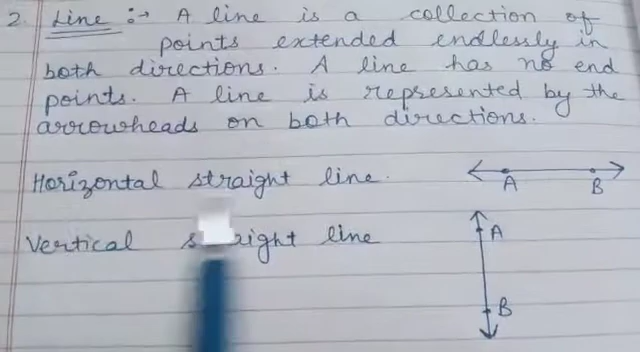 2. Line :→ A line is a collection of
points extended endlessly in
both directions. A line has no end
points. A line is represented by the
arrowheads on both directions.
Horizontal straight line.
A B
Vertical line
A
B